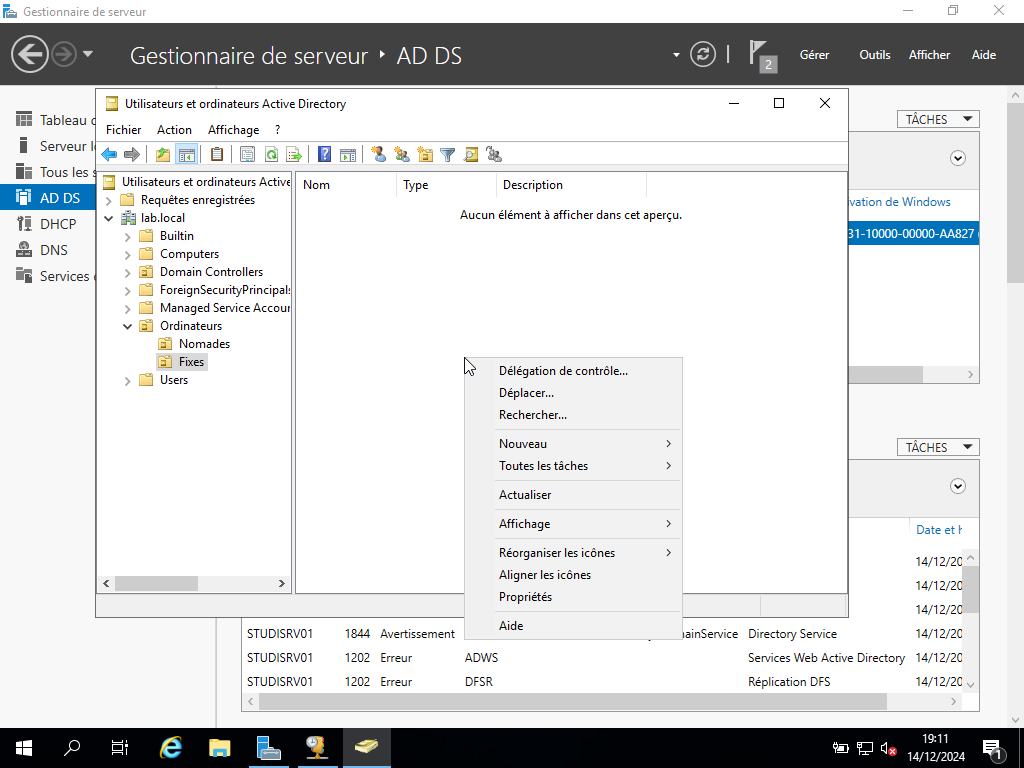 Gestionnaire de serveur
Gestionnaire de serveur ‣ AD DS
2
Gérer
Outils
Afficher
Aide
Tableau
Serveur
Tous les
AD DS
DHCP
DNS
Services
TÂCHES
vation de Windows
31-10000-00000-AA827
TÂCHES
Date et h
Utilisateurs et ordinateurs Active Directory
Fichier Action Affichage ?
Utilisateurs et ordinateurs Active
Requêtes enregistrées
lab.local
Builtin
Computers
Domain Controllers
ForeignSecurityPrincipals
Managed Service Accour
Ordinateurs
Nomades
Fixes
Users
Nom Type Description
Aucun élément à afficher dans cet aperçu.
Délégation de contrôle...
Déplacer...
Rechercher...
Nouveau
Toutes les tâches
Actualiser
Affichage
Réorganiser les icônes
Aligner les icônes
Propriétés
Aide
14/12/20
14/12/20
14/12/20
STUDISRV01 1844 Avertissement mainService Directory Service 14/12/20
STUDISRV01 1202 Erreur ADWS Services Web Active Directory 14/12/20
STUDISRV01 1202 Erreur DFSR Réplication DFS 14/12/20
19:11
14/12/2024
1